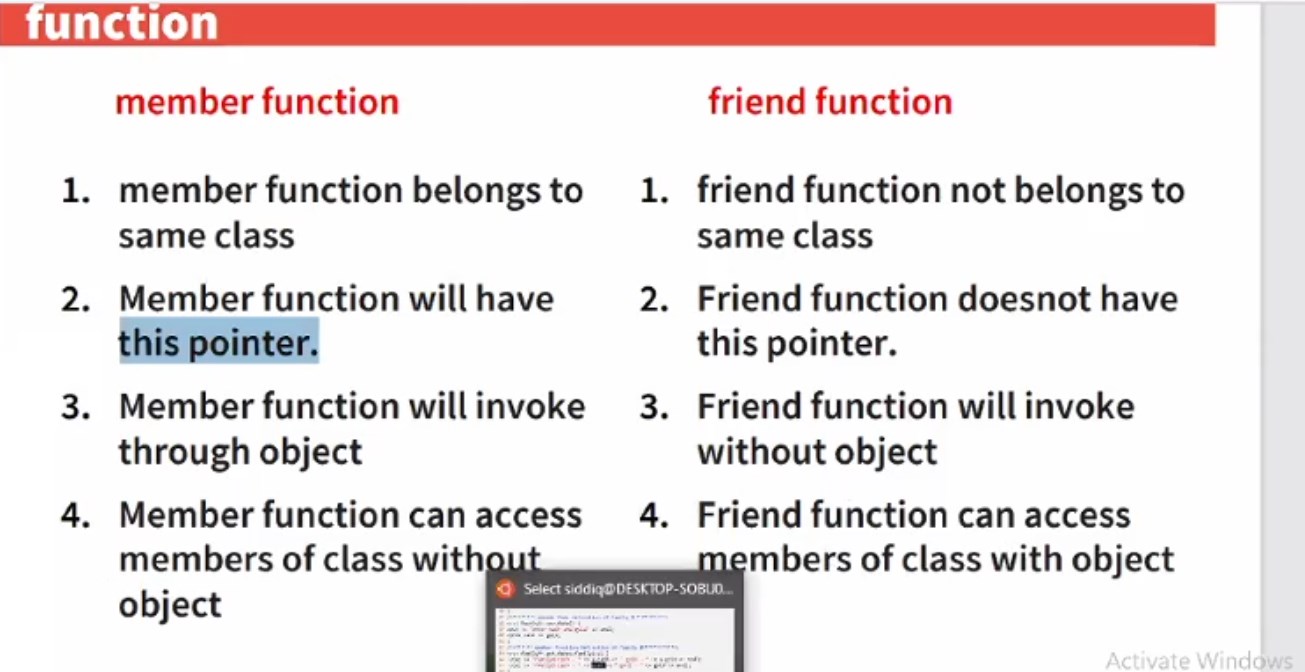 function
member function
friend function
1. member function belongs to
same class
2. Member function will have
this pointer.
3. Member function will invoke
through object
4. Member function can access
members of class without
object
1. friend function not belongs to
same class
2. Friend function doesnot have
this pointer.
3. Friend function will invoke
without object
4. Friend function can access
members of class with object
Select siddiq@DESKTOP-SOBU0...
Activate Windows